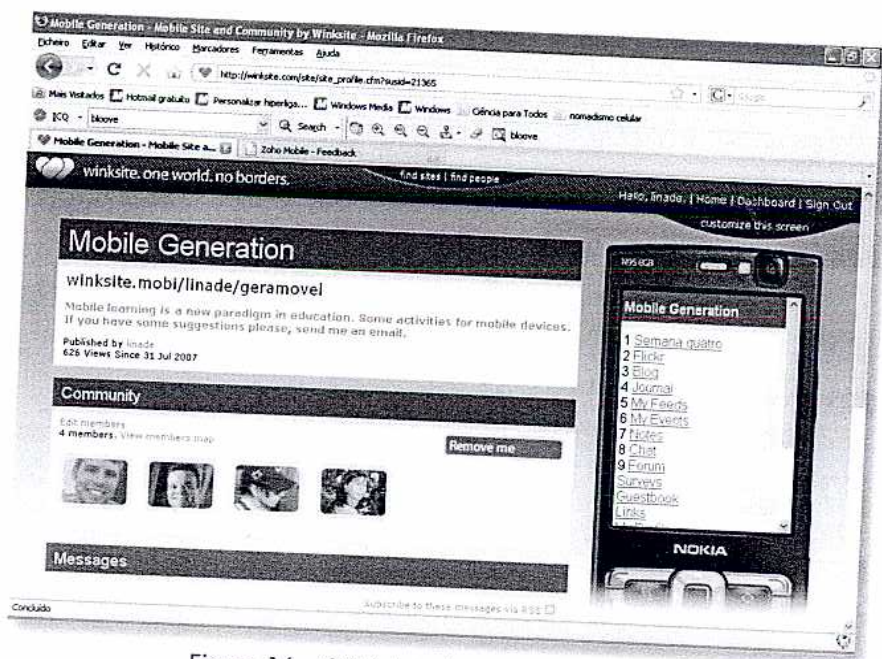 Mobile Generation - Mobile Site and Community by Winksite - Mozilla Firefox
Ficheiro Editar Ver Histórico Marcadores Ferramentas Ajuda
http://winksite.com/site/site_profile.cfm?susid=21365
Mais Visitados Hotmail gratuito Personalizar hiperliga... Windows Media Windows Ciência para Todos nomadismo celular
ICQ - bloove Search bloove
Mobile Generation - Mobile Site a... Zoho Mobile - Feedback
winksite. one world. no borders. find sites | find people
Hello, linade. | Home | Dashboard | Sign Out
customize this screen
Mobile Generation
winksite.mobi/linade/geramovel
Mobile learning is a new paradigm in education. Some activities for mobile devices.
If you have some suggestions please, send me an email.
Published by linade
626 Views Since 31 Jul 2007
Community
Edit members
4 members. View members map
Remove me
Messages
Subscribe to these messages via RSS
Concluído
N95 8GB
Mobile Generation
1 Semana quatro
2 Flickr
3 Blog
4 Journal
5 My Feeds
6 My Events
7 Notes
8 Chat
9 Forum
Surveys
Guestbook
Links
NOKIA